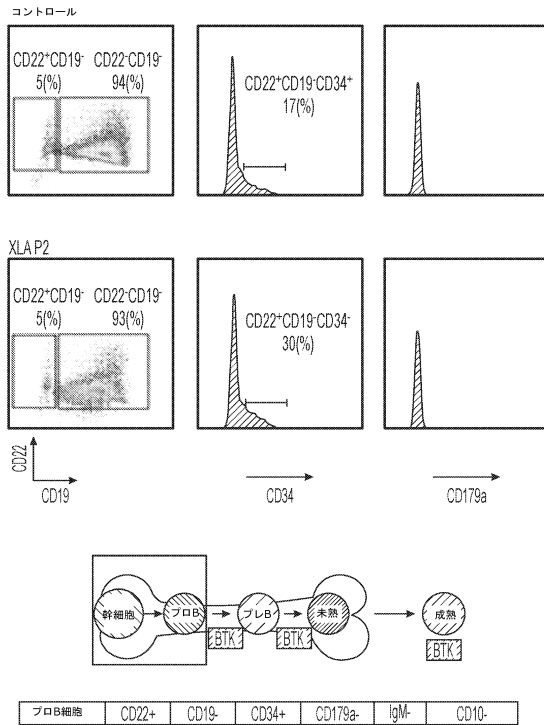 コントロール
CD22+CD19- CD22-CD19-
5(%) 94(%)
CD22+CD19-CD34+
17(%)
XLA P2
CD22+CD19- CD22-CD19-
5(%) 93(%)
CD22+CD19-CD34-
30(%)
CD22
CD19
CD34
CD179a
幹細胞 プロB プレB 未熟 成熟
BTK BTK BTK
プロB細胞 CD22+ CD19- CD34+ CD179a- IgM- CD10-